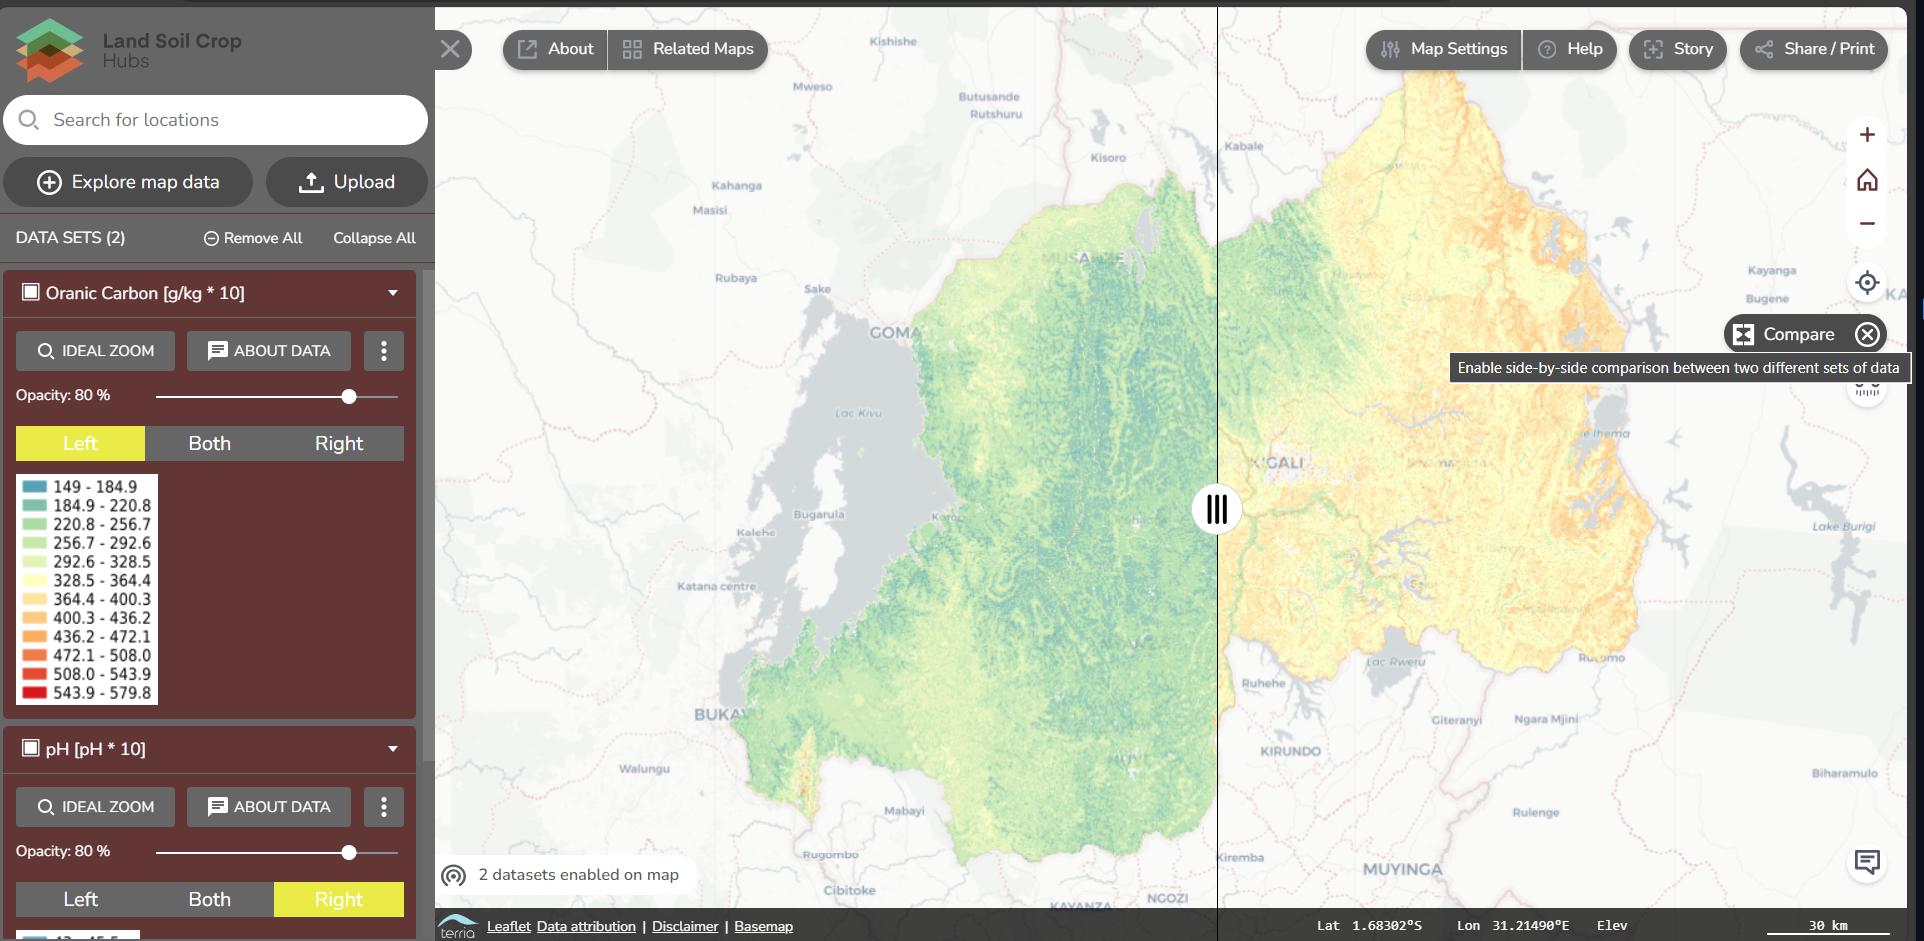 Land Soil Crop
Hubs
Search for locations
Explore map data
Upload
DATA SETS (2)
Remove All
Collapse All
Oranic Carbon [g/kg * 10]
IDEAL ZOOM
ABOUT DATA
Opacity: 80 %
Left
Both
Right
149 - 184.9
184.9 - 220.8
220.8 - 256.7
256.7 - 292.6
292.6 - 328.5
328.5 - 364.4
364.4 - 400.3
400.3 - 436.2
436.2 - 472.1
472.1 - 508.0
508.0 - 543.9
543.9 - 579.8
pH [pH * 10]
IDEAL ZOOM
ABOUT DATA
Opacity: 80 %
Left
Both
Right
About
Related Maps
Map Settings
Help
Story
Share / Print
Compare
Enable side-by-side comparison between two different sets of data
Kishishe
Mweso
Butusande
Rutshuru
Kabale
Kisoro
Kahanga
Masisi
Rubaya
Sake
GOMA
Kayanga
Bugene
KA
Lac Kivu
Bugarula
Kalehe
Katana centre
BUKAVU
Walungu
Mabayi
Rugombo
Cibitoke
KAYANZA
NGOZI
Kiremba
MUYINGA
Rulenge
Biharamulo
KIRUNDO
Giteranyi
Ngara Mjini
Ruhehe
Lac Rweru
Lake Burigi
2 datasets enabled on map
terria
Leaflet Data attribution | Disclaimer | Basemap
Lat 1.68302°S Lon 31.21490°E Elev
30 km